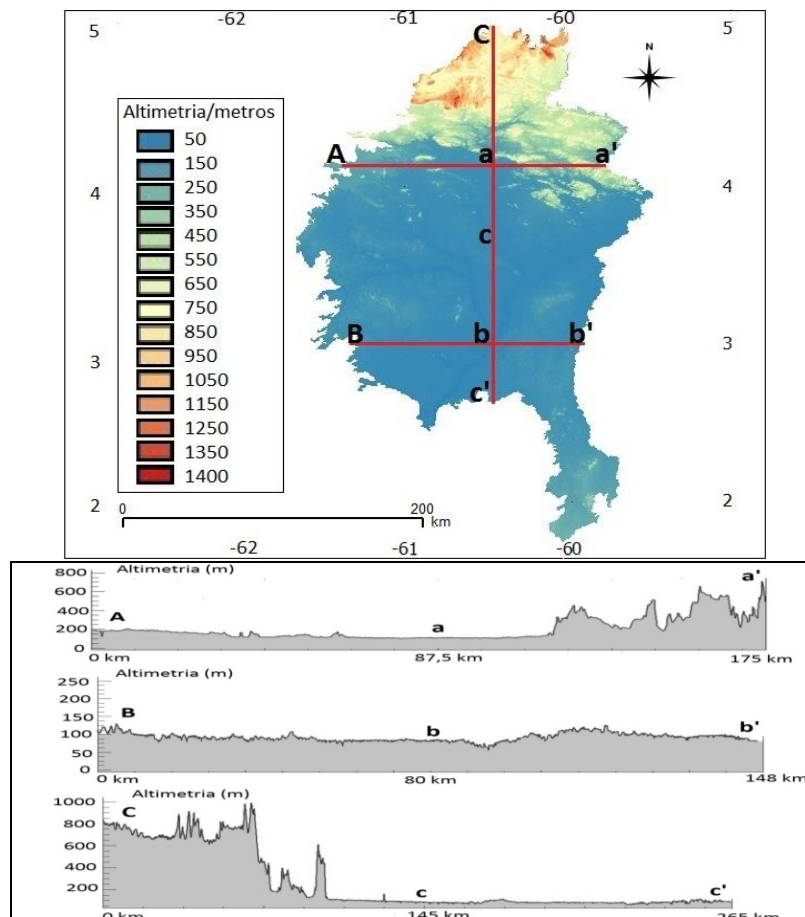 -62 -61 -60
5 C 5
N
Altimetria/metros
50
150
250
350
450
550
650
750
850
950
1050
1150
1250
1350
1400
A a a'
4 4
c
B b b'
3 3
c'
2 2
0 200
km
-62 -61 -60
Altimetria (m)
800
600
400
200
0
A a a'
0 km 87,5 km 175 km
Altimetria (m)
250
200
150
100
50
0
B b b'
0 km 80 km 148 km
Altimetria (m)
1000
800
600
400
200
C c c'
0 km 145 km 265 km